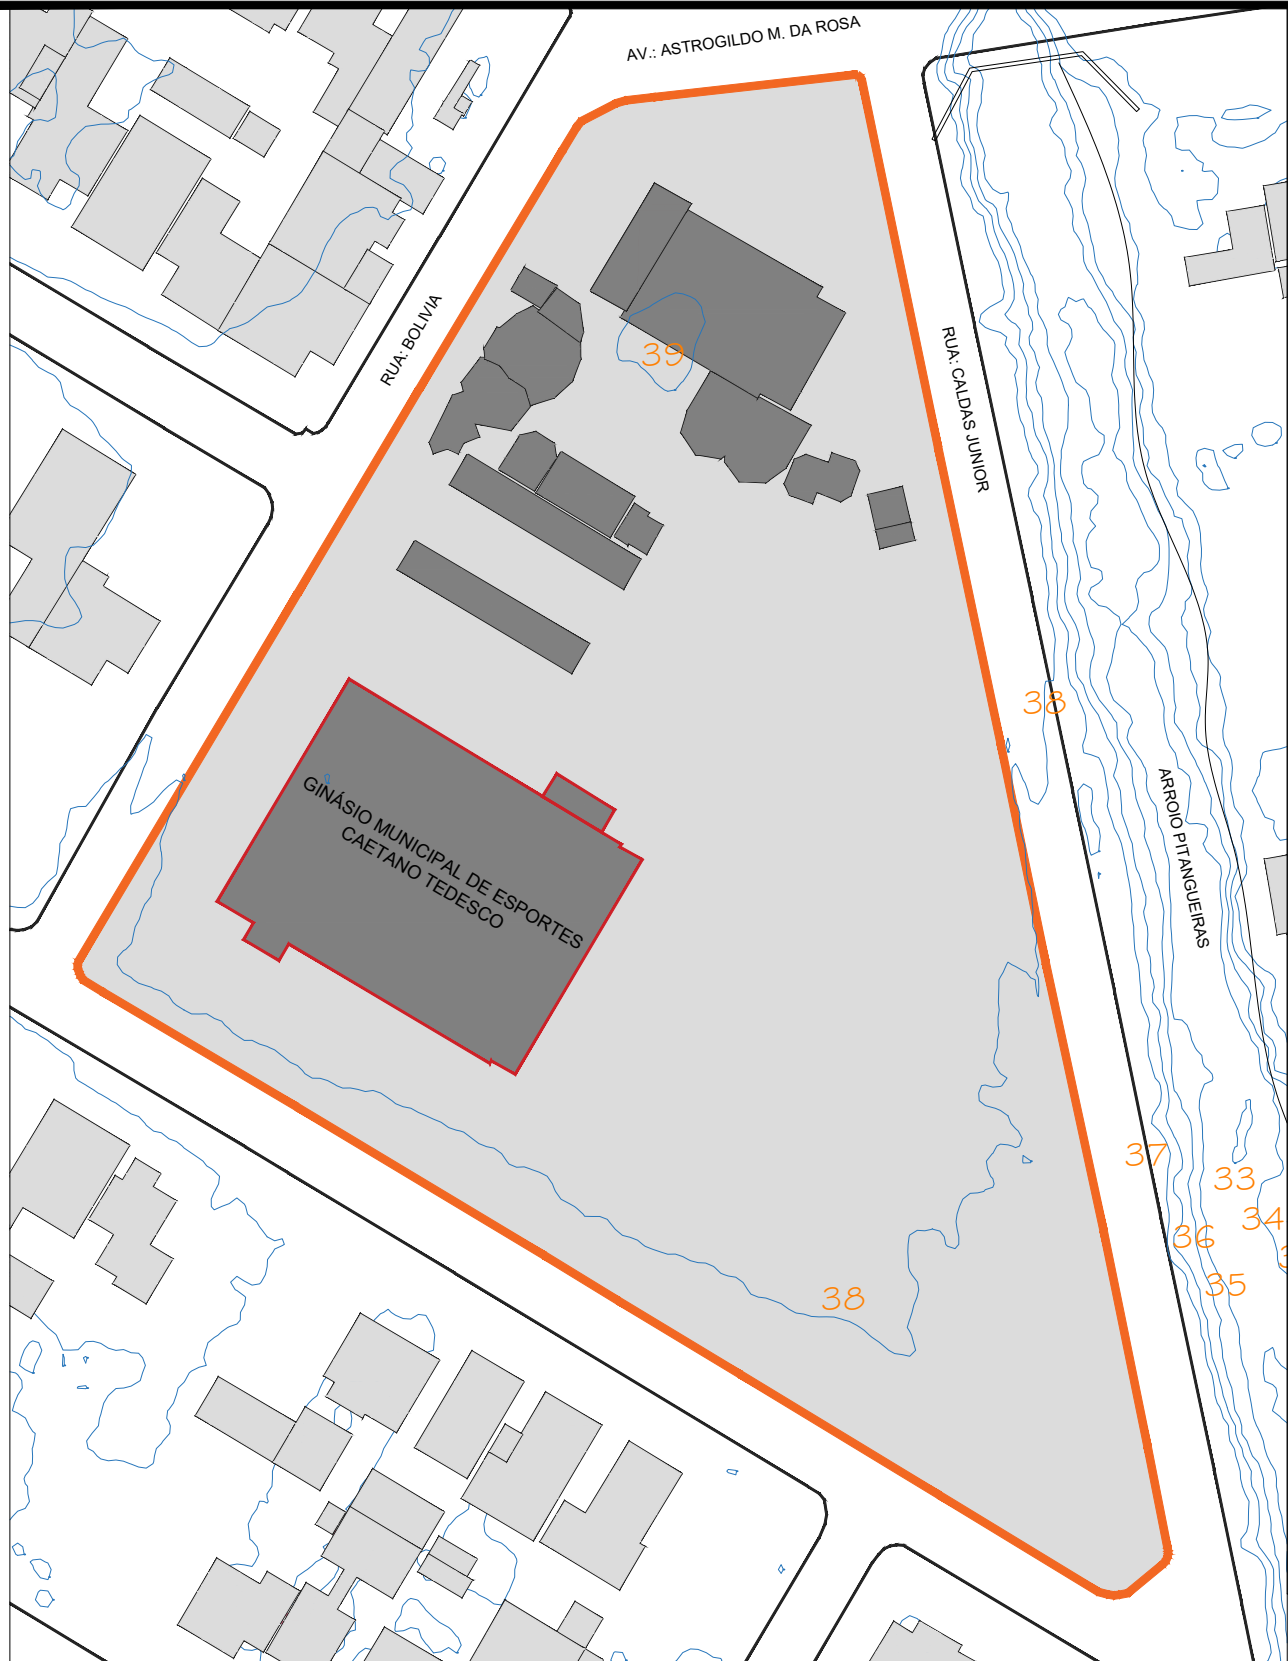 AV.: ASTROGILDO M. DA ROSA
RUA: BOLIVIA
39
RUA: CALDAS JUNIOR
38
GINÁSIO MUNICIPAL DE ESPORTES
CAETANO TEDESCO
ARROIO PITANGUEIRAS
37
33
34
36
35
38